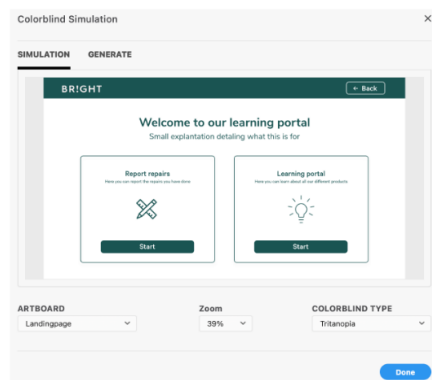 Colorblind Simulation
SIMULATION GENERATE
BR!GHT
← Back
Welcome to our learning portal
Small explantation detaling what this is for
Report repairs
Here you can report the repairs you have done
Start
Learning portal
Here you can learn about all our different products
Start
ARTBOARD
Landingpage
Zoom
39%
COLORBLIND TYPE
Tritanopia
Done